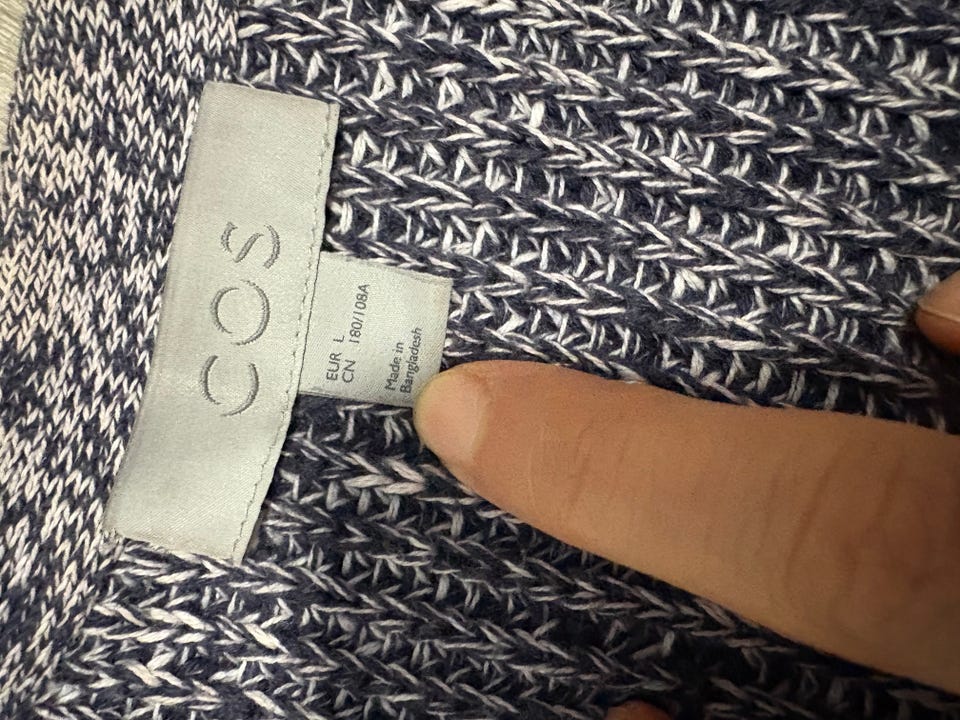 COS
EUR L
CN 180/108A
Made in
Bangladesh